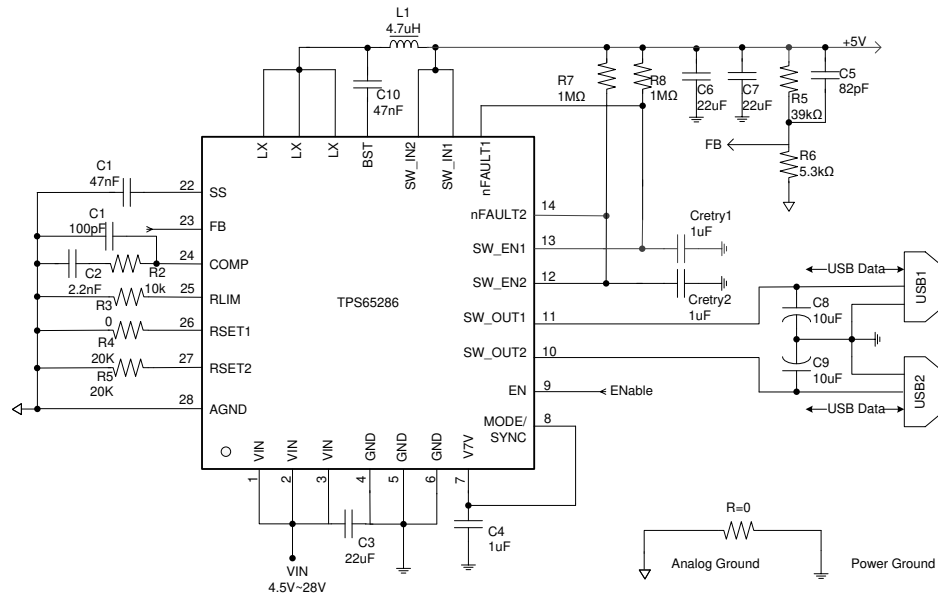 L1
4.7uH
+5V
C10
47nF
R7
1MΩ
R8
1MΩ
C6
22uF
C7
22uF
R5
39kΩ
C5
82pF
FB
R6
5.3kΩ
LX
LX
LX
BST
SW_IN2
SW_IN1
nFAULT1
C1
47nF
22
SS
23
FB
C1
100pF
24
COMP
C2
2.2nF
R2
10k
25
RLIM
R3
0
26
RSET1
R4
20K
27
RSET2
R5
20K
28
AGND
TPS65286
nFAULT2
14
SW_EN1
13
Cretry1
1uF
SW_EN2
12
Cretry2
1uF
SW_OUT1
11
SW_OUT2
10
EN
9
ENable
MODE/
SYNC
8
USB Data
USB1
C8
10uF
C9
10uF
USB2
USB Data
VIN
VIN
VIN
GND
GND
GND
V7V
1
2
3
4
5
6
7
C3
22uF
C4
1uF
VIN
4.5V~28V
R=0
Analog Ground
Power Ground